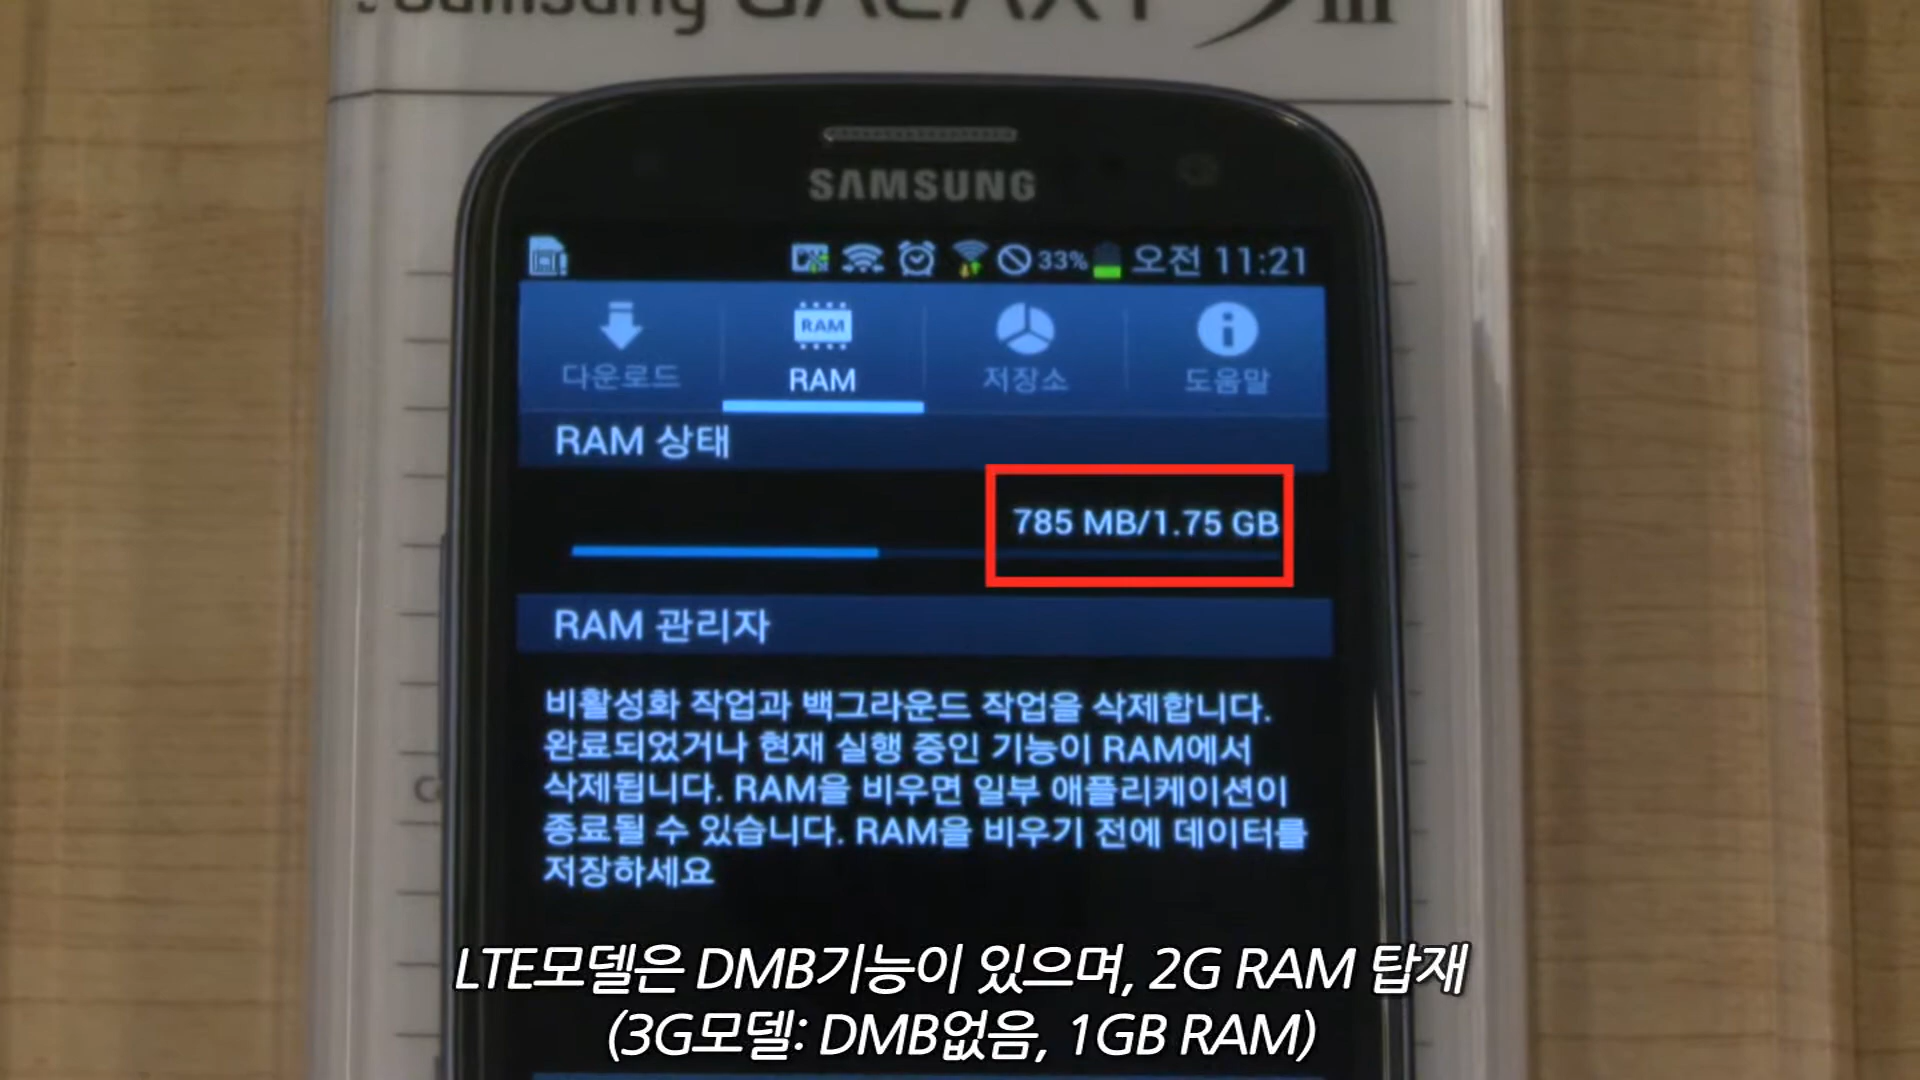 Samsung GALAXY SIII
SAMSUNG
33% 오전 11:21
다운로드
RAM
RAM
저장소
도움말
RAM 상태
785 MB/1.75 GB
RAM 관리자
비활성화 작업과 백그라운드 작업을 삭제합니다.
완료되었거나 현재 실행 중인 기능이 RAM에서
삭제됩니다. RAM을 비우면 일부 애플리케이션이
종료될 수 있습니다. RAM을 비우기 전에 데이터를
저장하세요
LTE모델은 DMB기능이 있으며, 2G RAM 탑재
(3G모델: DMB없음, 1GB RAM)